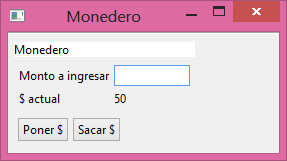 Monedero
Monedero
Monto a ingresar
$ actual 50
Poner $ Sacar $